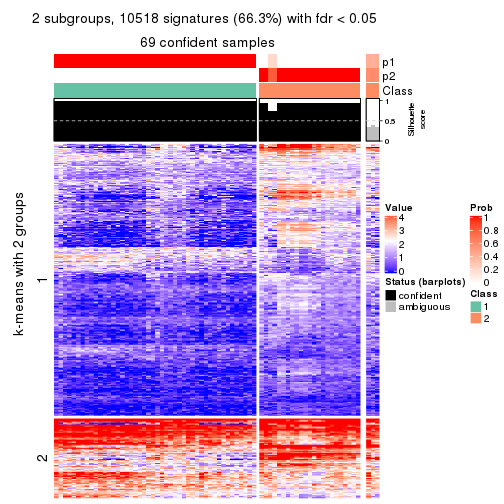 2 subgroups, 10518 signatures (66.3%) with fdr < 0.05
69 confident samples
p1
p2
Class
1
0.5
0
Silhouette
score
k-means with 2 groups
1
2
Value
4
3
2
1
0
Status (barplots)
confident
ambiguous
Prob
1
0.8
0.6
0.4
0.2
0
Class
1
2